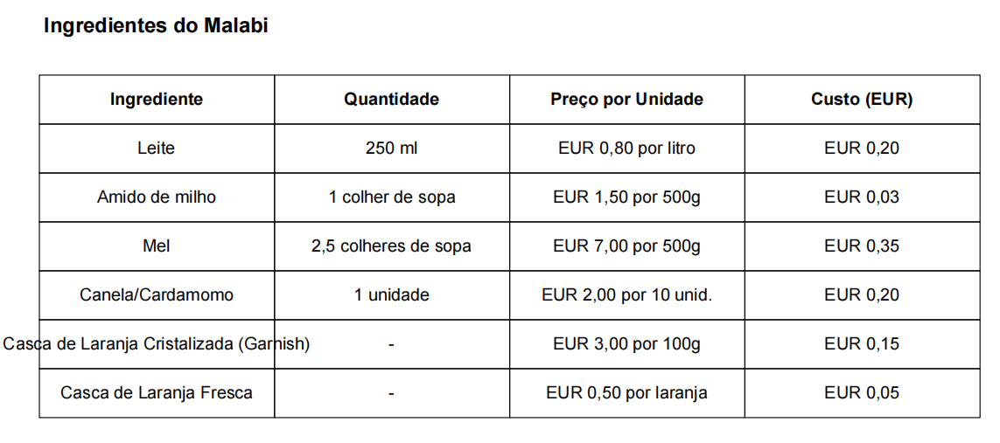 Ingredientes do Malabi
Ingrediente Quantidade Preço por Unidade Custo (EUR)
Leite 250 ml EUR 0,80 por litro EUR 0,20
Amido de milho 1 colher de sopa EUR 1,50 por 500g EUR 0,03
Mel 2,5 colheres de sopa EUR 7,00 por 500g EUR 0,35
Canela/Cardamomo 1 unidade EUR 2,00 por 10 unid. EUR 0,20
Casca de Laranja Cristalizada (Garnish) - EUR 3,00 por 100g EUR 0,15
Casca de Laranja Fresca - EUR 0,50 por laranja EUR 0,05